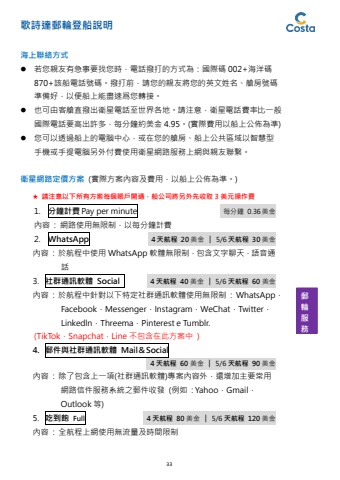 歌詩達郵輪登船說明
Costa
海上聯絡方式
● 若您親友有急事要找您時，電話撥打的方式為：國際碼 002+海洋碼
870+該船電話號碼。撥打前，請您的親友將您的英文姓名、艙房號碼
準備好，以便船上能盡速為您轉接。
● 也可由客艙直撥出衛星電話至世界各地。請注意，衛星電話費率比一般
國際電話要高出許多，每分鐘約美金 4.95。(實際費用以船上公佈為準)
● 您可以透過船上的電腦中心，或在您的艙房、船上公共區域以智慧型
手機或手提電腦另外付費使用衛星網路服務上網與親友聯繫。
衛星網路定價方案 (實際方案內容及費用，以船上公佈為準。)
★ 請注意以下所有方案每個帳戶開通，船公司將另外先收取 3 美元操作費
1. 分鐘計費 Pay per minute 每分鐘 0.36 美金
內容：網路使用無限制，以每分鐘計費
2. WhatsApp 4 天航程 20 美金 | 5/6 天航程 30 美金
內容：於航程中使用 WhatsApp 軟體無限制，包含文字聊天，語音通
話
3. 社群通訊軟體 Social 4 天航程 40 美金 | 5/6 天航程 60 美金
內容：於航程中針對以下特定社群通訊軟體使用無限制：WhatsApp、
Facebook、Messenger、Instagram、WeChat、Twitter、
LinkedIn、Threema、Pinterest e Tumblr.
(TikTok、Snapchat、Line 不包含在此方案中 )
4. 郵件與社群通訊軟體 Mail＆Social
4 天航程 60 美金 | 5/6 天航程 90 美金
內容：除了包含上一項(社群通訊軟體)專案內容外，還增加主要常用
網路信件服務系統之郵件收發 (例如：Yahoo、Gmail、
Outlook 等)
5. 吃到飽 Full 4 天航程 80 美金 | 5/6 天航程 120 美金
內容：全航程上網使用無流量及時間限制
郵輪服務
33